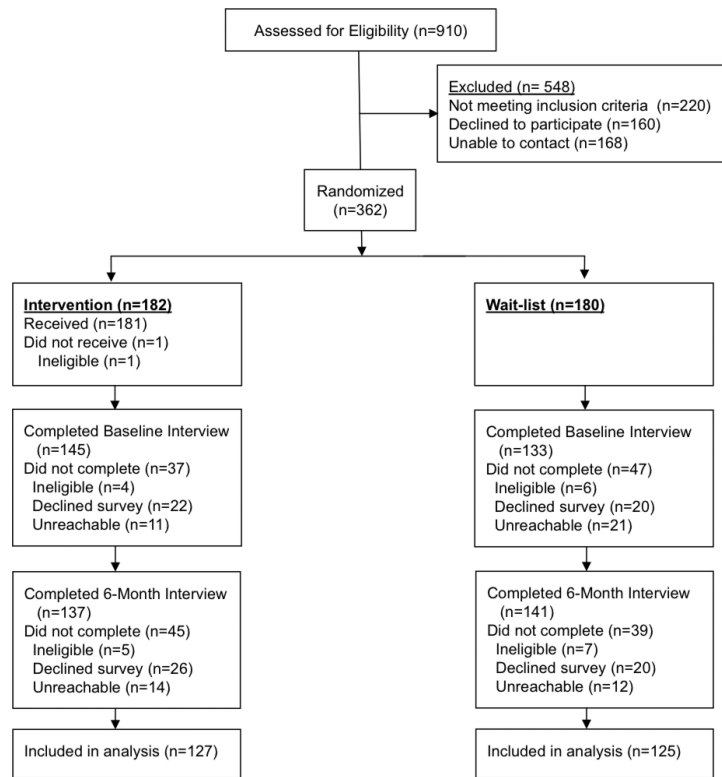 Assessed for Eligibility (n=910)
Excluded (n= 548)
Not meeting inclusion criteria (n=220)
Declined to participate (n=160)
Unable to contact (n=168)
Randomized
(n=362)
Intervention (n=182)
Received (n=181)
Did not receive (n=1)
Ineligible (n=1)
Wait-list (n=180)
Completed Baseline Interview
(n=145)
Did not complete (n=37)
Ineligible (n=4)
Declined survey (n=22)
Unreachable (n=11)
Completed Baseline Interview
(n=133)
Did not complete (n=47)
Ineligible (n=6)
Declined survey (n=20)
Unreachable (n=21)
Completed 6-Month Interview
(n=137)
Did not complete (n=45)
Ineligible (n=5)
Declined survey (n=26)
Unreachable (n=14)
Completed 6-Month Interview
(n=141)
Did not complete (n=39)
Ineligible (n=7)
Declined survey (n=20)
Unreachable (n=12)
Included in analysis (n=127)
Included in analysis (n=125)